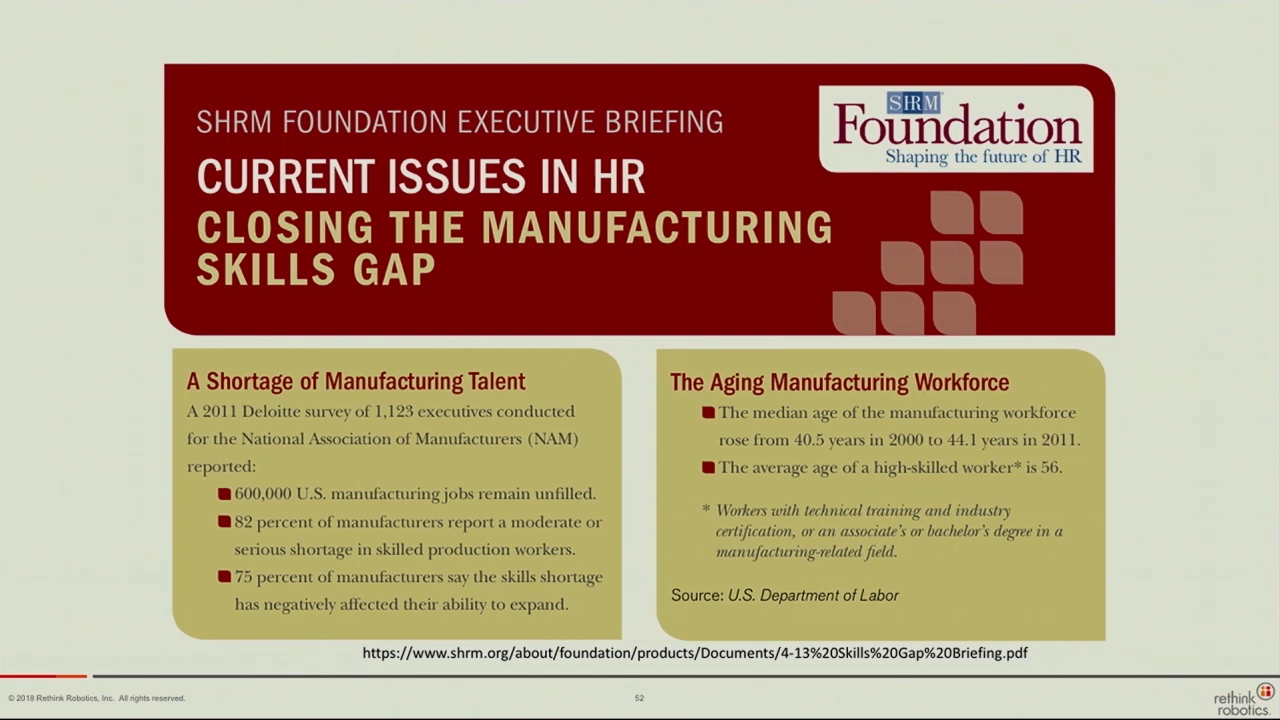 SHRM FOUNDATION EXECUTIVE BRIEFING
CURRENT ISSUES IN HR
CLOSING THE MANUFACTURING
SKILLS GAP
SHRM
Foundation
Shaping the future of HR
A Shortage of Manufacturing Talent
A 2011 Deloitte survey of 1,123 executives conducted
for the National Association of Manufacturers (NAM)
reported:
600,000 U.S. manufacturing jobs remain unfilled.
82 percent of manufacturers report a moderate or
serious shortage in skilled production workers.
75 percent of manufacturers say the skills shortage
has negatively affected their ability to expand.
The Aging Manufacturing Workforce
The median age of the manufacturing workforce
rose from 40.5 years in 2000 to 44.1 years in 2011.
The average age of a high-skilled worker* is 56.
* Workers with technical training and industry
certification, or an associate's or bachelor's degree in a
manufacturing-related field.
Source: U.S. Department of Labor
https://www.shrm.org/about/foundation/products/Documents/4-13%20Skills%20Gap%20Briefing.pdf
© 2018 Rethink Robotics, Inc. All rights reserved.
52
rethink
robotics.